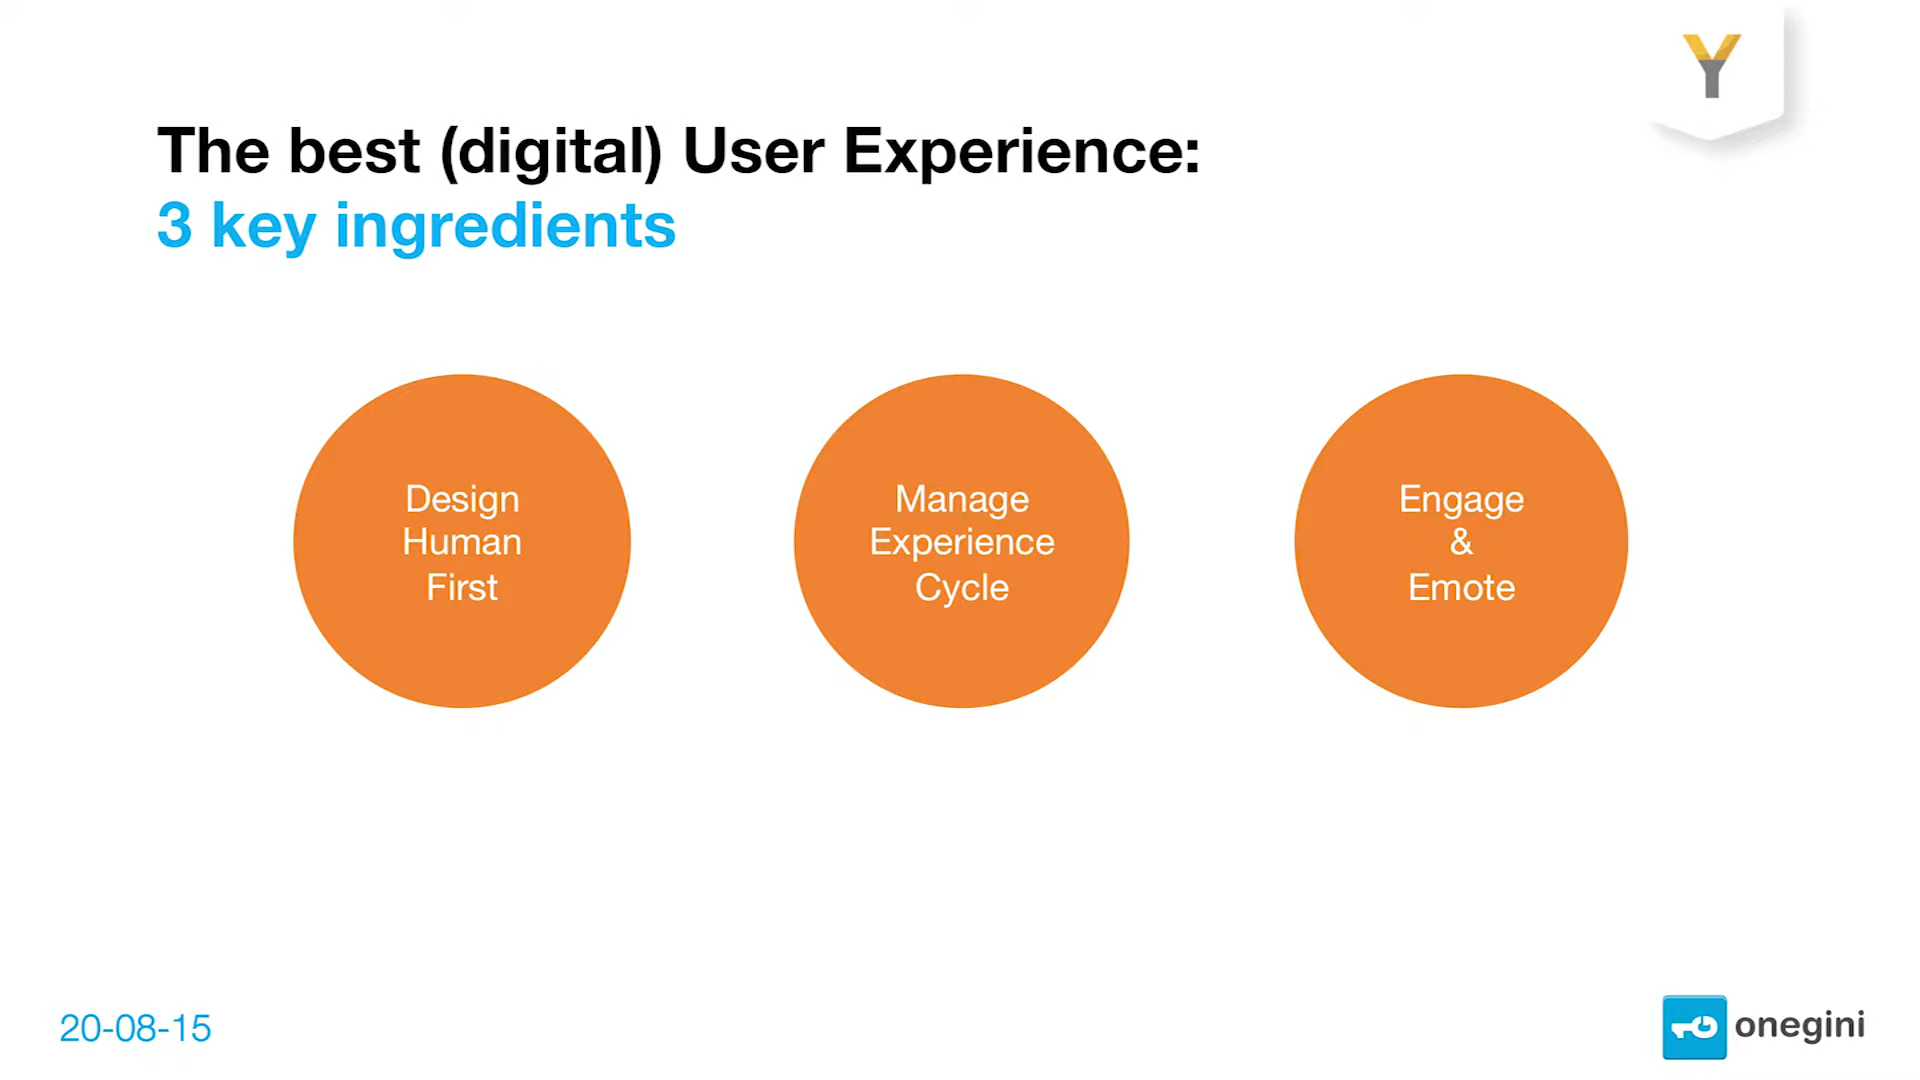 Y
The best (digital) User Experience:
3 key ingredients
Design
Human
First
Manage
Experience
Cycle
Engage
&
Emote
20-08-15
onegini